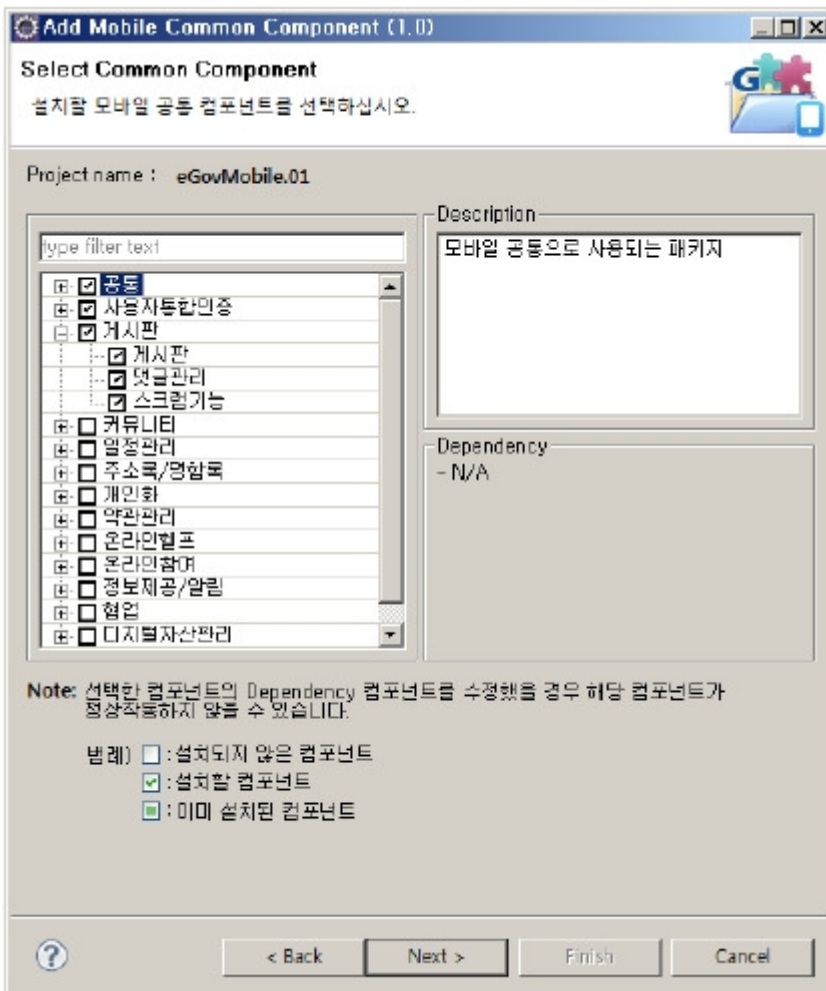 Add Mobile Common Component (1.0)
Select Common Component
설치할 모바일 공통 컴포넌트를 선택하십시오.
Project name : eGovMobile.01
type filter text
공통
사용자통합인증
게시판
게시판
댓글관리
스크랩기능
커뮤니티
일정관리
주소록/명함록
개인화
약관관리
온라인헬프
온라인참여
정보제공/알림
협업
디지털자산관리
Description
모바일 공통으로 사용되는 패키지
Dependency
- N/A
Note: 선택한 컴포넌트의 Dependency 컴포넌트를 수정했을 경우 해당 컴포넌트가
정상작동하지 않을 수 있습니다.
범례) : 설치되지 않은 컴포넌트
: 설치할 컴포넌트
: 이미 설치된 컴포넌트
?
< Back
Next >
Finish
Cancel